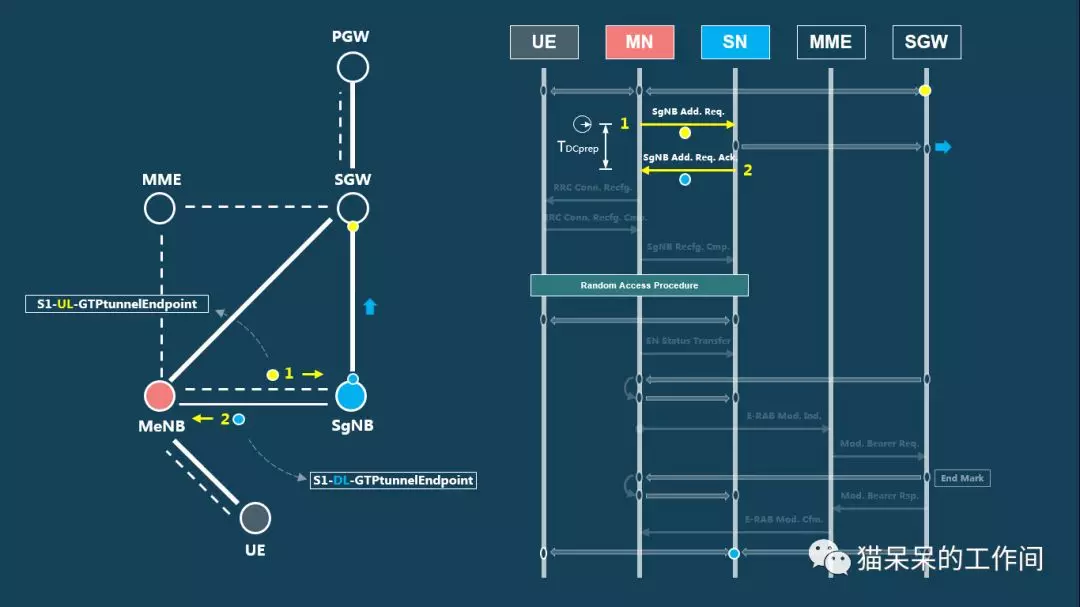 PGW
MME
SGW
S1-UL-GTPtunnelEndpoint
1
MeNB
2
SgNB
S1-DL-GTPtunnelEndpoint
UE
UE MN SN MME SGW
SgNB Add. Req.
1
TDCprep
SgNB Add. Req. Ack.
2
RRC Conn. Recfg.
RRC Conn. Recfg. Cmp.
SgNB Recfg. Cmp.
Random Access Procedure
EN Status Transfer
E-RAB Mod. Ind.
Mod. Bearer Req.
End Mark
Mod. Bearer Rsp.
E-RAB Mod. Cfm.
猫呆呆的工作间